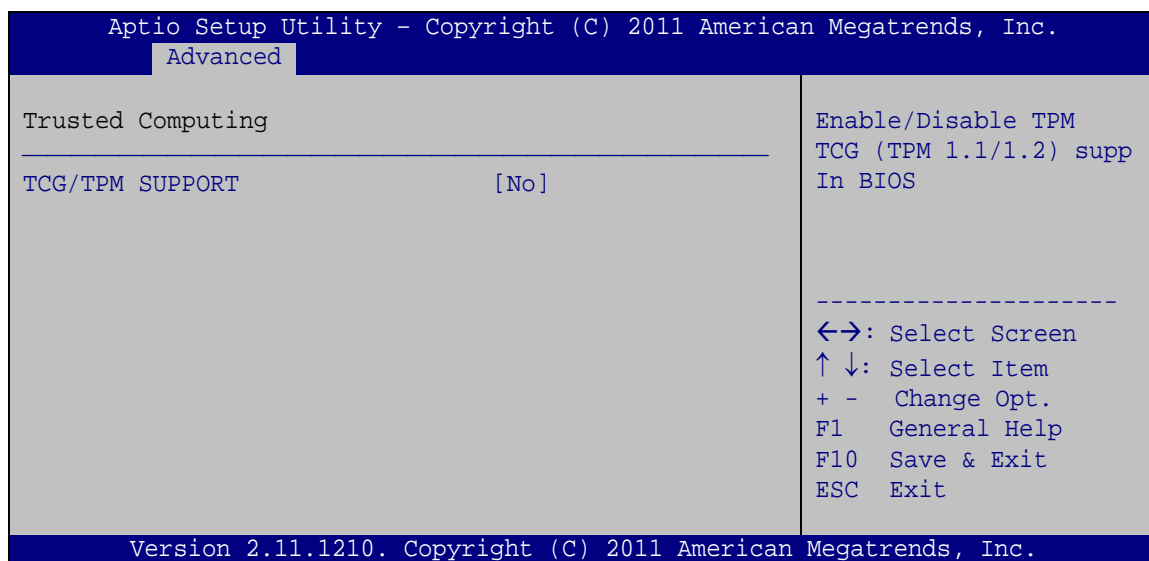 Aptio Setup Utility – Copyright (C) 2011 American Megatrends, Inc.
Advanced
Trusted Computing
TCG/TPM SUPPORT [No]
Enable/Disable TPM
TCG (TPM 1.1/1.2) supp
In BIOS
----------------------
←→: Select Screen
↑ ↓: Select Item
+ - Change Opt.
F1 General Help
F10 Save & Exit
ESC Exit
Version 2.11.1210. Copyright (C) 2011 American Megatrends, Inc.